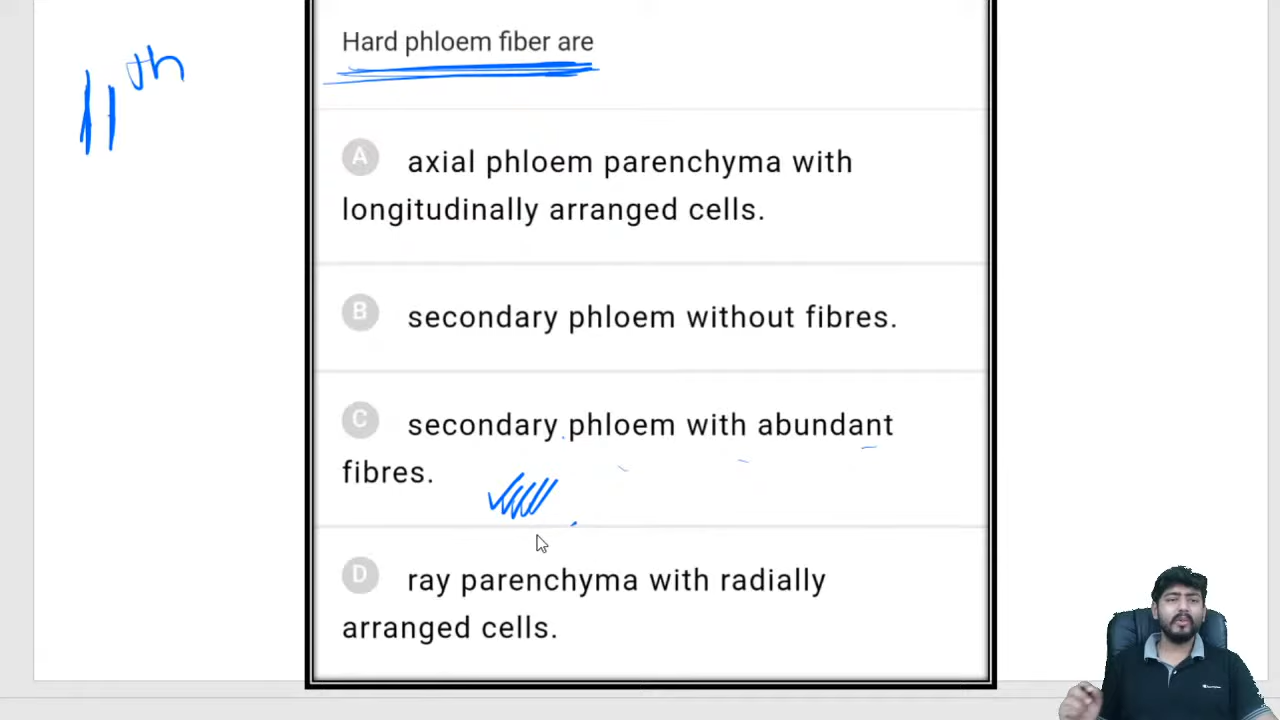 11th
Hard phloem fiber are
A axial phloem parenchyma with
longitudinally arranged cells.
B secondary phloem without fibres.
C secondary phloem with abundant
fibres.
D ray parenchyma with radially
arranged cells.